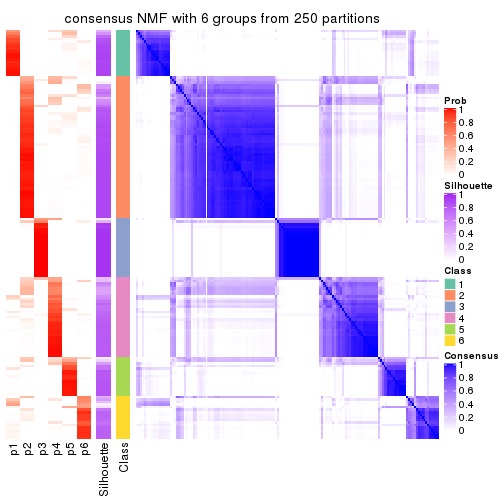 consensus NMF with 6 groups from 250 partitions
Prob
1
0.8
0.6
0.4
0.2
0
Silhouette
1
0.8
0.6
0.4
0.2
0
Class
1
2
3
4
5
6
Consensus
1
0.8
0.6
0.4
0.2
0
p1
p2
p3
p4
p5
p6
Silhouette
Class